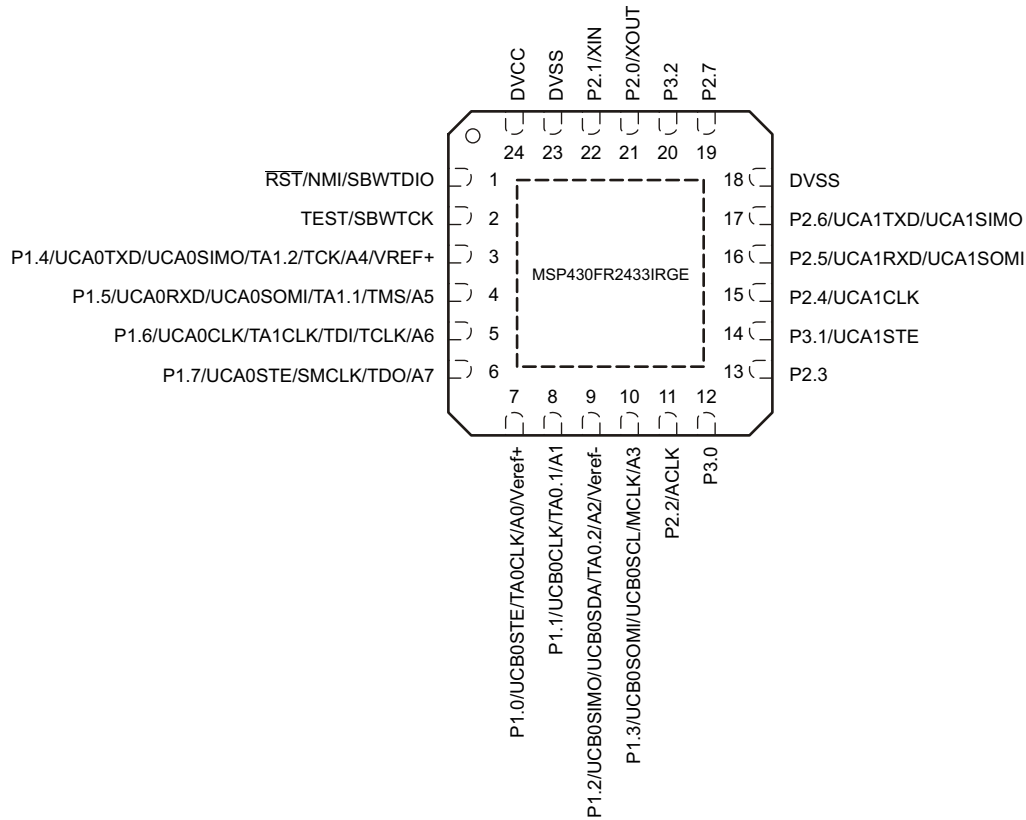 DVCC
DVSS
P2.1/XIN
P2.0/XOUT
P3.2
P2.7
24
23
22
21
20
19
RST/NMI/SBWTDIO
1
TEST/SBWTCK
2
P1.4/UCA0TXD/UCA0SIMO/TA1.2/TCK/A4/VREF+
3
P1.5/UCA0RXD/UCA0SOMI/TA1.1/TMS/A5
4
P1.6/UCA0CLK/TA1CLK/TDI/TCLK/A6
5
P1.7/UCA0STE/SMCLK/TDO/A7
6
MSP430FR2433IRGE
18
DVSS
17
P2.6/UCA1TXD/UCA1SIMO
16
P2.5/UCA1RXD/UCA1SOMI
15
P2.4/UCA1CLK
14
P3.1/UCA1STE
13
P2.3
7
8
9
10
11
12
P1.0/UCB0STE/TA0CLK/A0/Veref+
P1.1/UCB0CLK/TA0.1/A1
P1.2/UCB0SIMO/UCB0SDA/TA0.2/A2/Veref-
P1.3/UCB0SOMI/UCB0SCL/MCLK/A3
P2.2/ACLK
P3.0